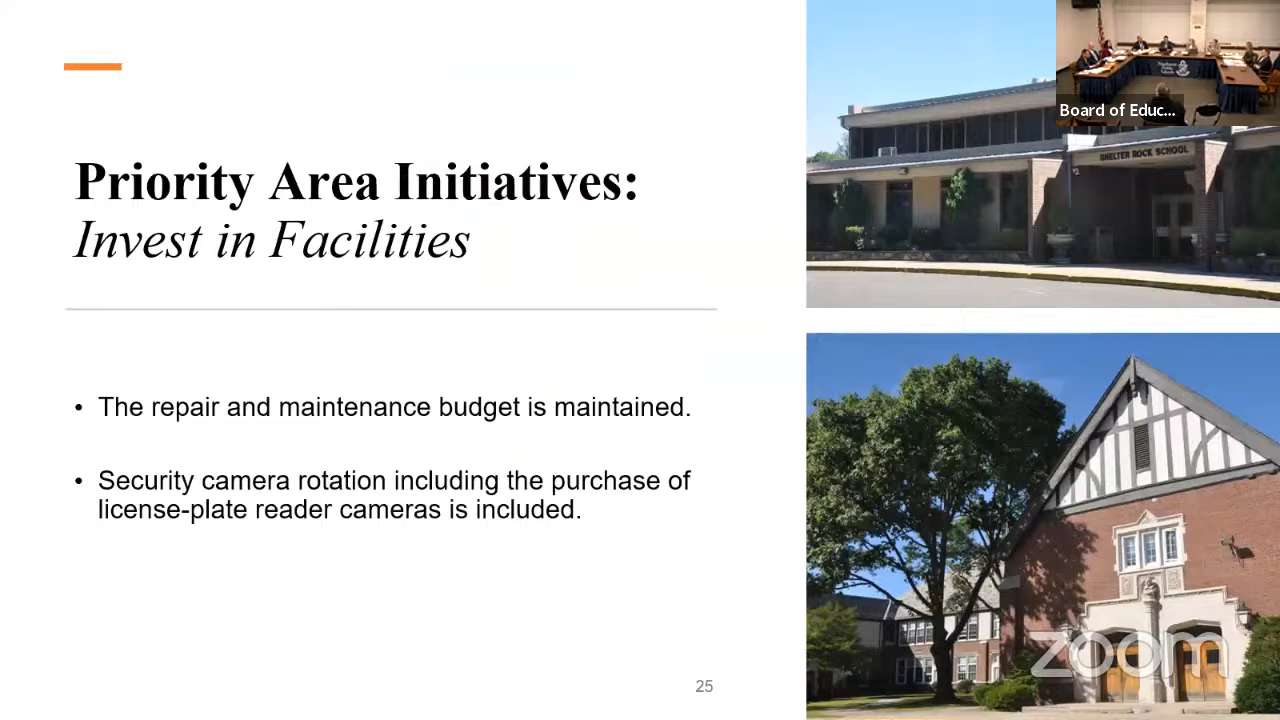 Priority Area Initiatives:
Invest in Facilities
• The repair and maintenance budget is maintained.
• Security camera rotation including the purchase of
license-plate reader cameras is included.
25
SHELTER ROCK SCHOOL
Board of Educ...
zoom